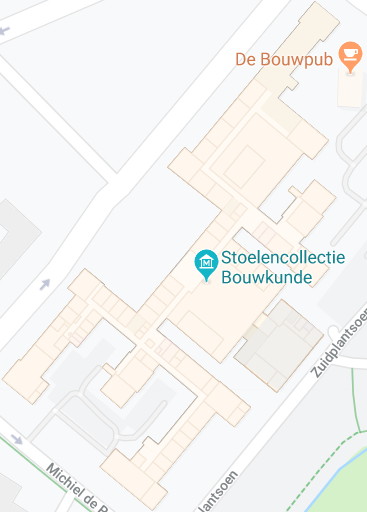 De Bouwpub
Stoelencollectie
Bouwkunde
Zuidplantsoen
Michiel de R
plantsoen